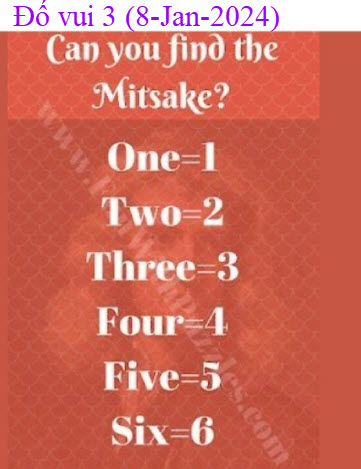 Đố vui 3 (8-Jan-2024)
Can you find the
Mitsake?
One=1
Two=2
Three=3
Four=4
Five=5
Six=6